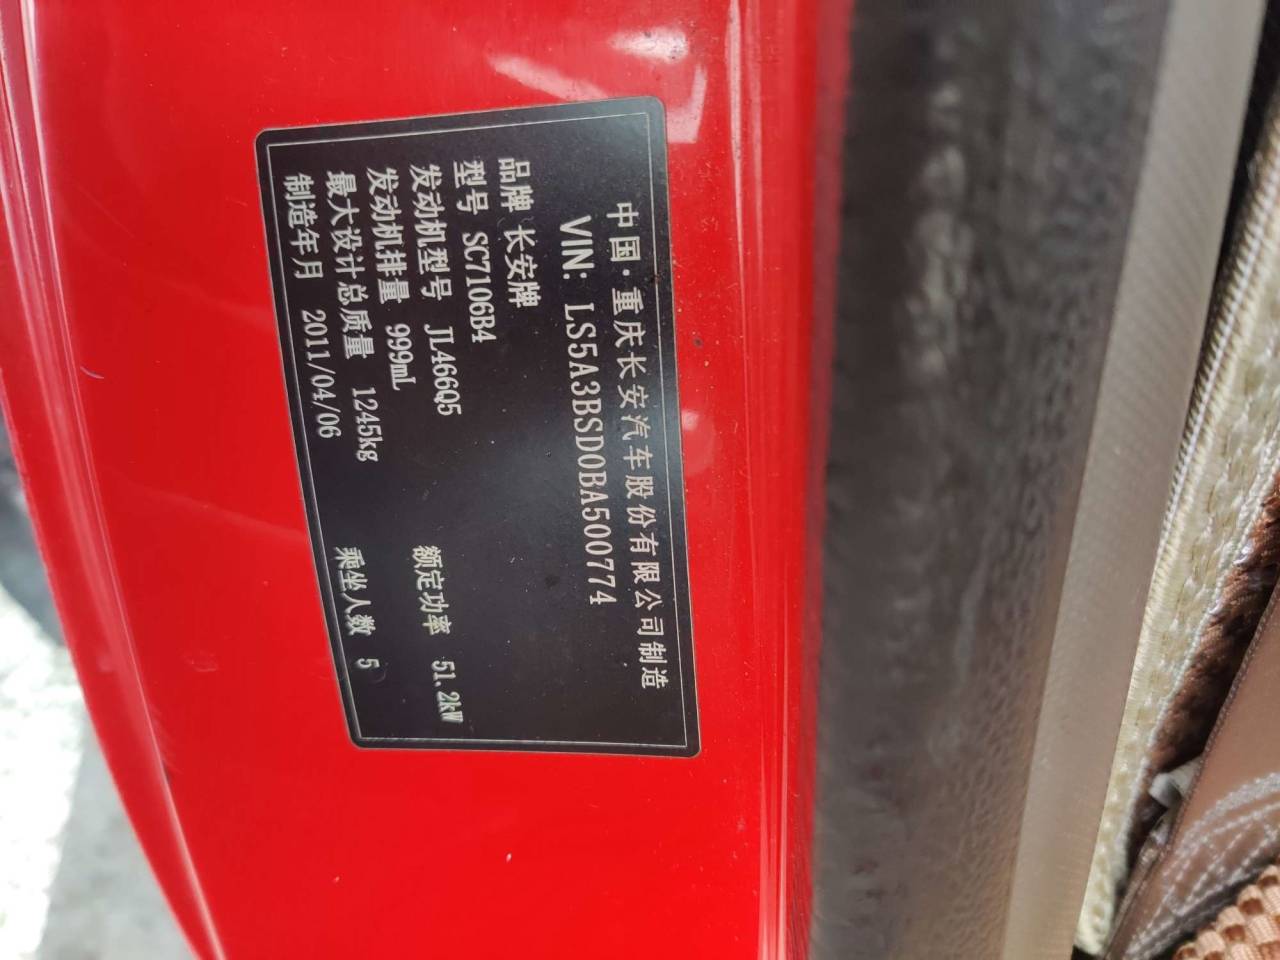 中国·重庆长安汽车股份有限公司制造
VIN: LS5A3BSD0BA500774
品牌 长安牌
型号 SC7106B4
发动机型号 JL466Q5 额定功率 51.2kW
发动机排量 999mL
最大设计总质量 1245kg 乘坐人数 5
制造年月 2011/04/06